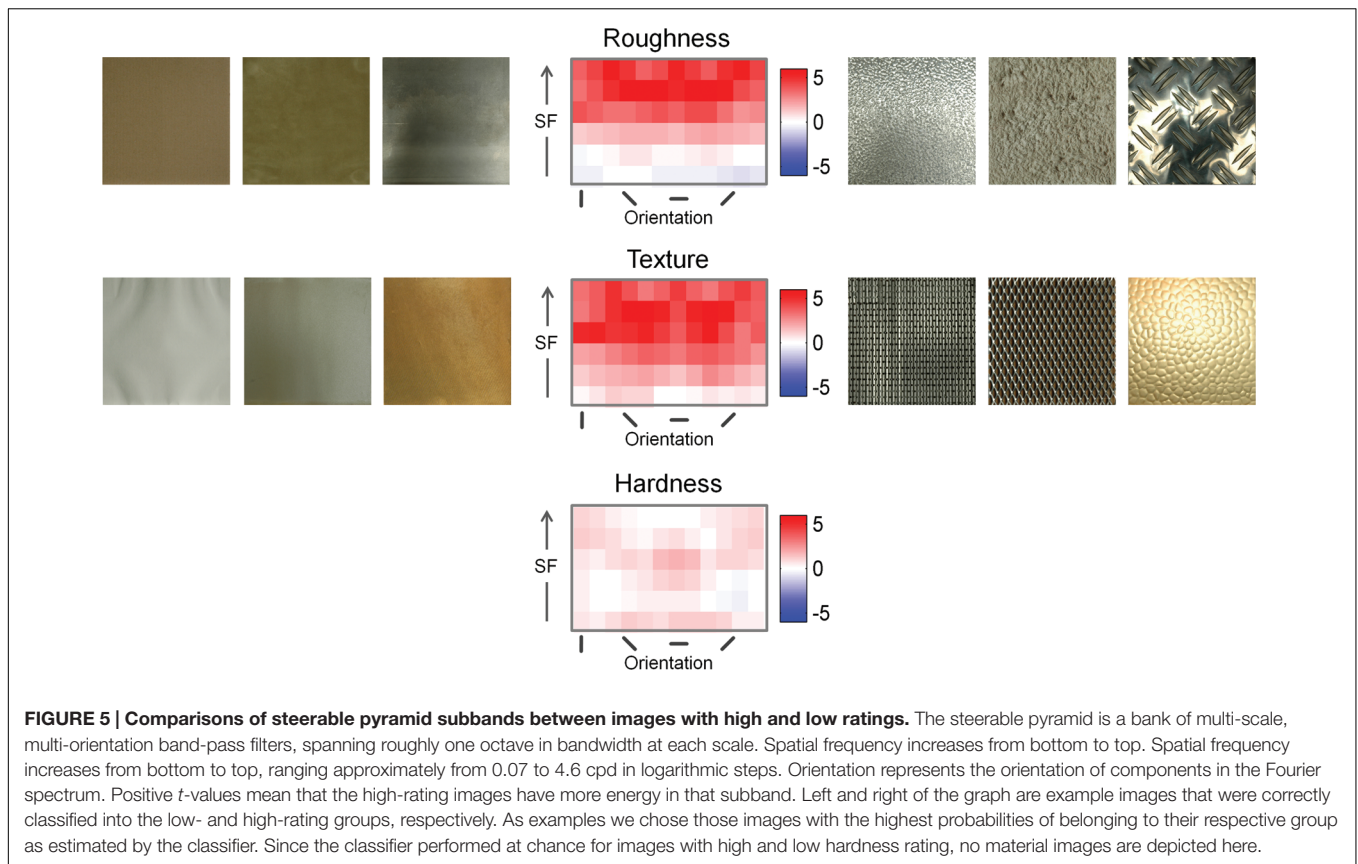 Roughness
SF
5
0
-5
Orientation
Texture
SF
5
0
-5
Orientation
Hardness
SF
5
0
-5
Orientation
FIGURE 5 | Comparisons of steerable pyramid subbands between images with high and low ratings. The steerable pyramid is a bank of multi-scale,
multi-orientation band-pass filters, spanning roughly one octave in bandwidth at each scale. Spatial frequency increases from bottom to top. Spatial frequency
increases from bottom to top, ranging approximately from 0.07 to 4.6 cpd in logarithmic steps. Orientation represents the orientation of components in the Fourier
spectrum. Positive t-values mean that the high-rating images have more energy in that subband. Left and right of the graph are example images that were correctly
classified into the low- and high-rating groups, respectively. As examples we chose those images with the highest probabilities of belonging to their respective group
as estimated by the classifier. Since the classifier performed at chance for images with high and low hardness rating, no material images are depicted here.